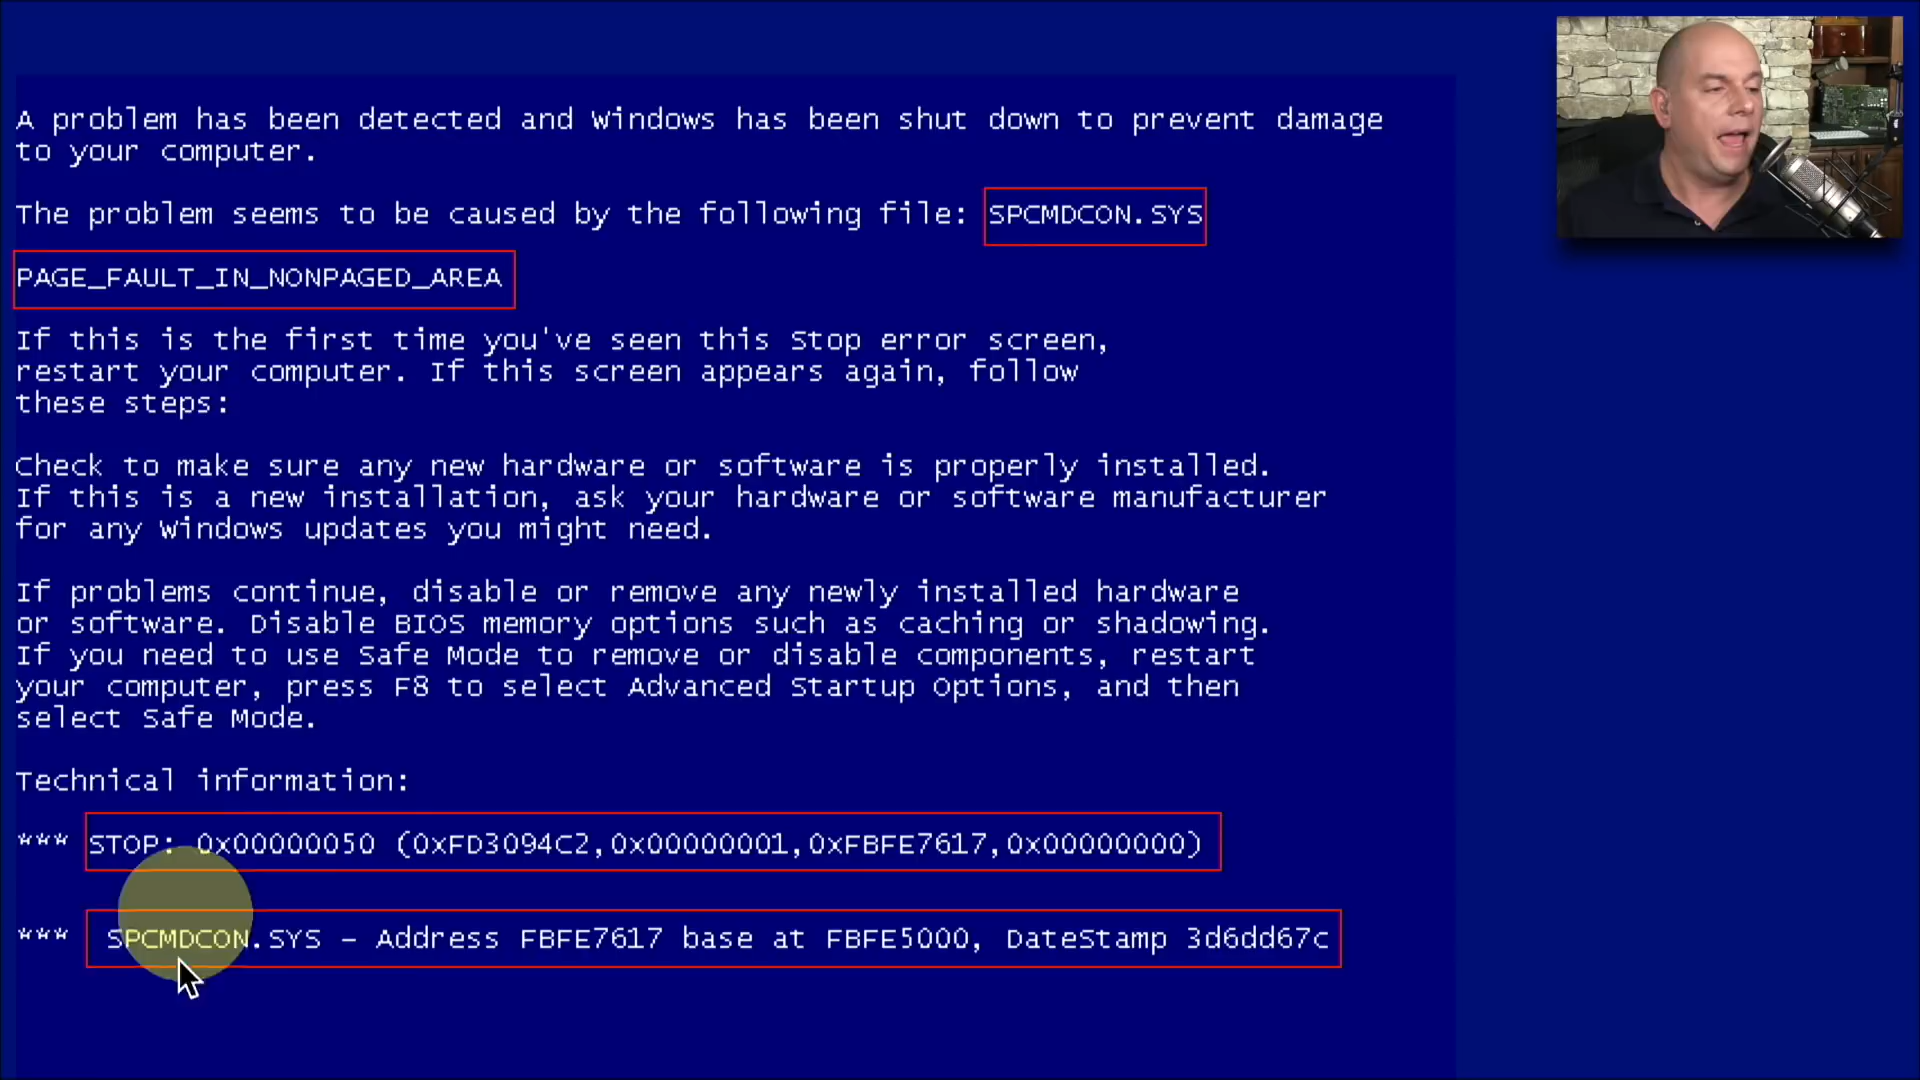 A problem has been detected and Windows has been shut down to prevent damage
to your computer.
The problem seems to be caused by the following file: SPCMDCON.SYS
PAGE_FAULT_IN_NONPAGED_AREA
If this is the first time you've seen this Stop error screen,
restart your computer. If this screen appears again, follow
these steps:
Check to make sure any new hardware or software is properly installed.
If this is a new installation, ask your hardware or software manufacturer
for any Windows updates you might need.
If problems continue, disable or remove any newly installed hardware
or software. Disable BIOS memory options such as caching or shadowing.
If you need to use Safe Mode to remove or disable components, restart
your computer, press F8 to select Advanced Startup Options, and then
select Safe Mode.
Technical information:
*** STOP: 0x00000050 (0xFD3094C2,0x00000001,0xFBFE7617,0x00000000)
*** SPCMDCON.SYS – Address FBFE7617 base at FBFE5000, DateStamp 3d6dd67c